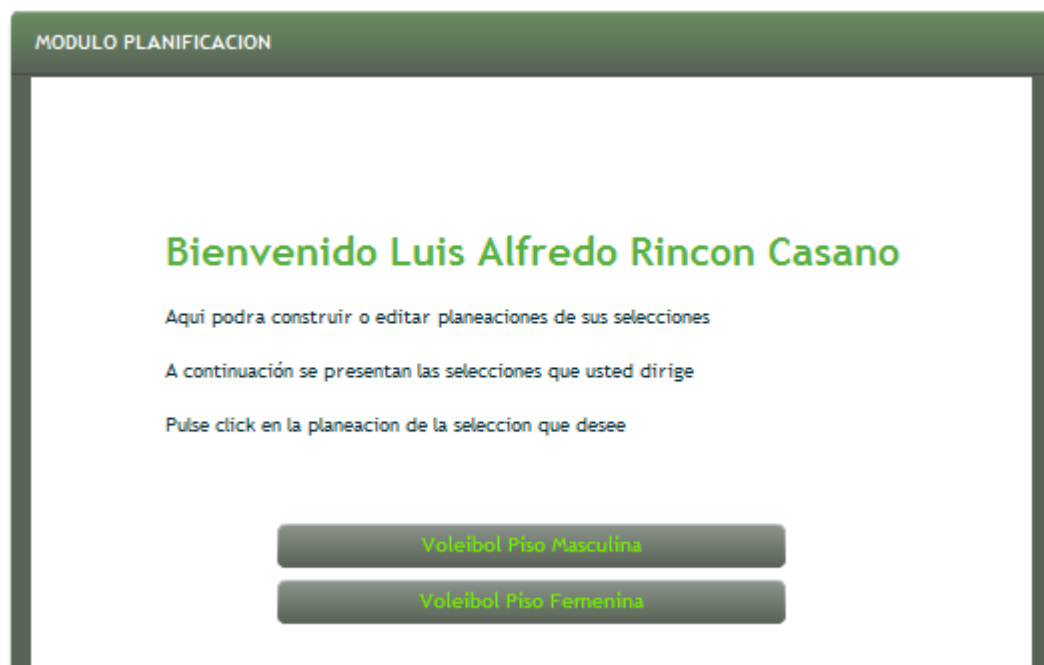 MODULO PLANIFICACION
Bienvenido Luis Alfredo Rincon Casano
Aqui podra construir o editar planeaciones de sus selecciones
A continuación se presentan las selecciones que usted dirige
Pulse click en la planeacion de la seleccion que desee
Voleibol Piso Masculina
Voleibol Piso Femenina